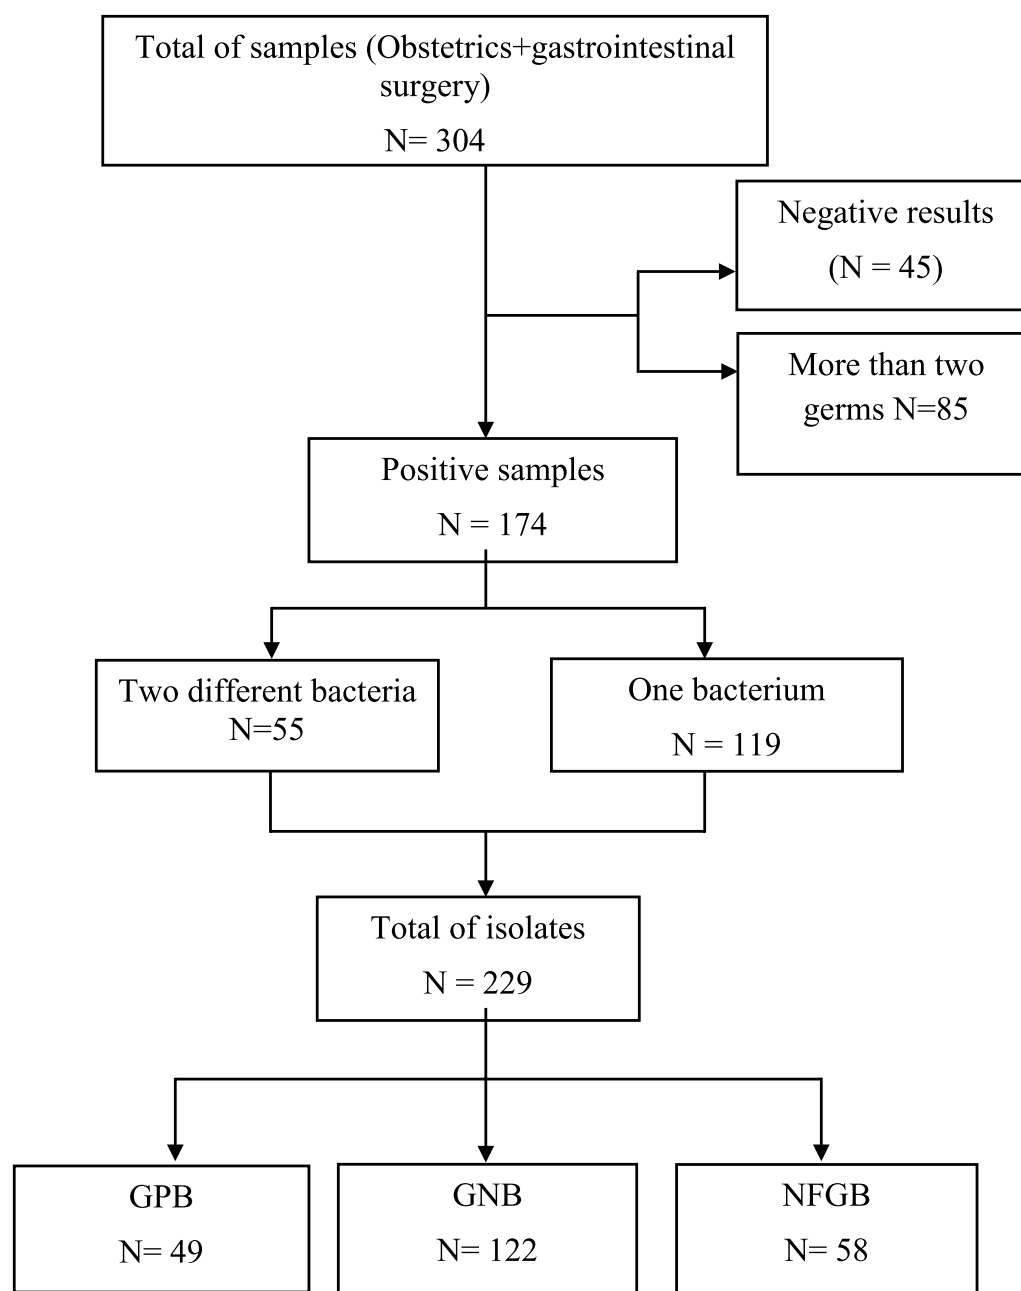 Total of samples (Obstetrics+gastrointestinal
surgery)
N= 304
Negative results
(N = 45)
More than two
germs N=85
Positive samples
N = 174
Two different bacteria
N=55
One bacterium
N = 119
Total of isolates
N = 229
GPB
N= 49
GNB
N= 122
NFGB
N= 58